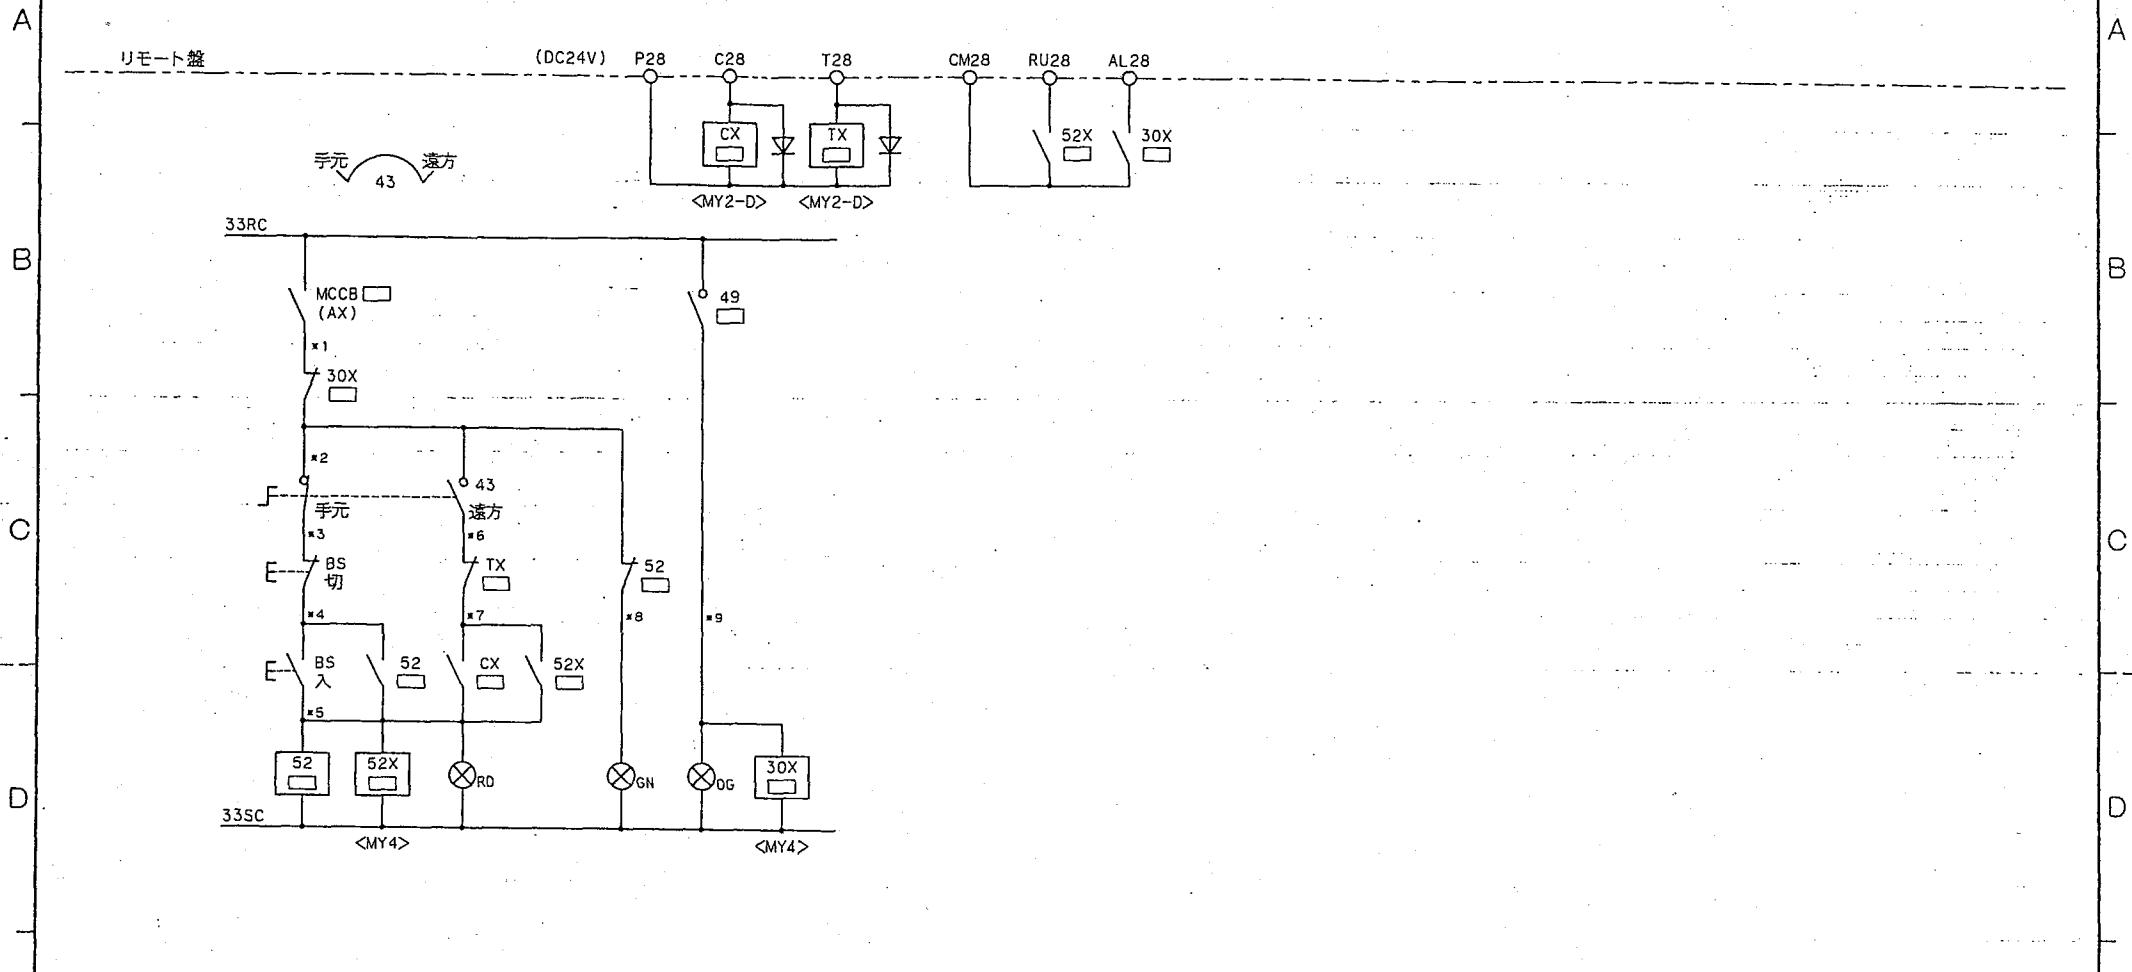 A
A
リモート盤
(DC24V)
P28
C28
T28
CM28
RU28
AL28
CX
TX
52X
30X
手元
遠方
43
<MY2-D>
<MY2-D>
33RC
B
B
MCCB
(AX)
49
*1
30X
*2
43
手元
遠方
C
C
*3
*6
BS
切
TX
52
*4
*7
*8
*9
BS
入
52
CX
52X
*5
52
52X
RD
GN
OG
30X
D
D
33SC
<MY4>
<MY4>